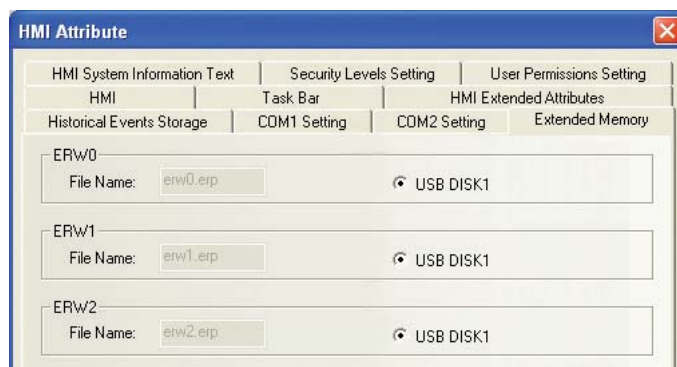 HMI Attribute
HMI System Information Text Security Levels Setting User Permissions Setting
HMI Task Bar HMI Extended Attributes
Historical Events Storage COM1 Setting COM2 Setting Extended Memory
ERW0
File Name: erw0.erp USB DISK1
ERW1
File Name: erw1.erp USB DISK1
ERW2
File Name: erw2.erp USB DISK1